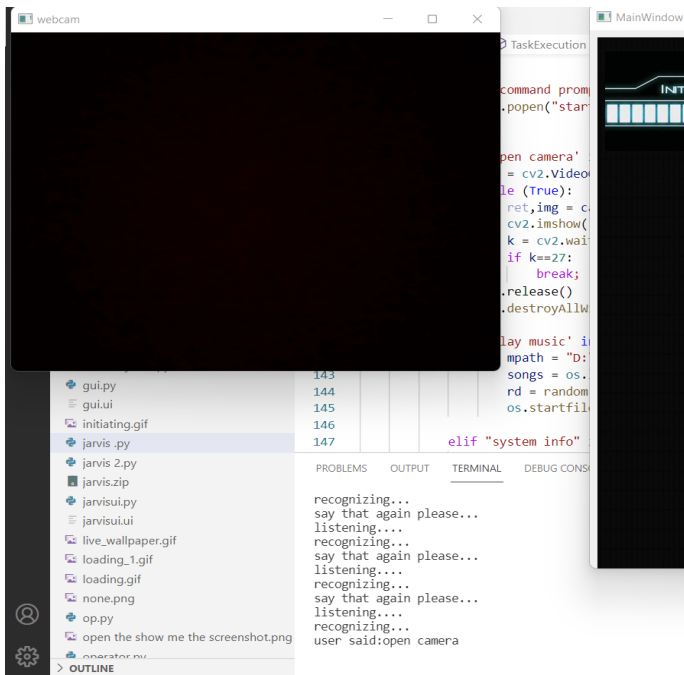 webcam
MainWindow
TaskExecution
INIT
command prom
.popen("star
pen camera'
= cv2.Video
le (True):
ret,img = c
cv2.imshow(
k = cv2.wai
if k==27:
break;
.release()
.destroyAllW
lay music' i
mpath = "D:
143 songs = os.
144 rd = random
145 os.startfil
146
147 elif "system info"
gui.py
gui.ui
initiating.gif
jarvis .py
jarvis 2.py
jarvis.zip
jarvisui.py
jarvisui.ui
live_wallpaper.gif
loading_1.gif
loading.gif
none.png
op.py
open the show me the screenshot.png
operator.py
OUTLINE
PROBLEMS OUTPUT TERMINAL DEBUG CONS
recognizing...
say that again please...
listening....
recognizing...
say that again please...
listening....
recognizing...
say that again please...
listening....
recognizing...
user said:open camera